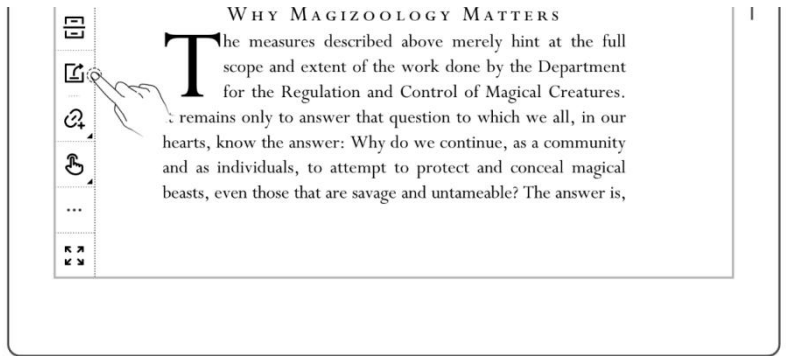 WHY MAGIZOOLOGY MATTERS
The measures described above merely hint at the full
scope and extent of the work done by the Department
for the Regulation and Control of Magical Creatures.
remains only to answer that question to which we all, in our
hearts, know the answer: Why do we continue, as a community
and as individuals, to attempt to protect and conceal magical
beasts, even those that are savage and untameable? The answer is,